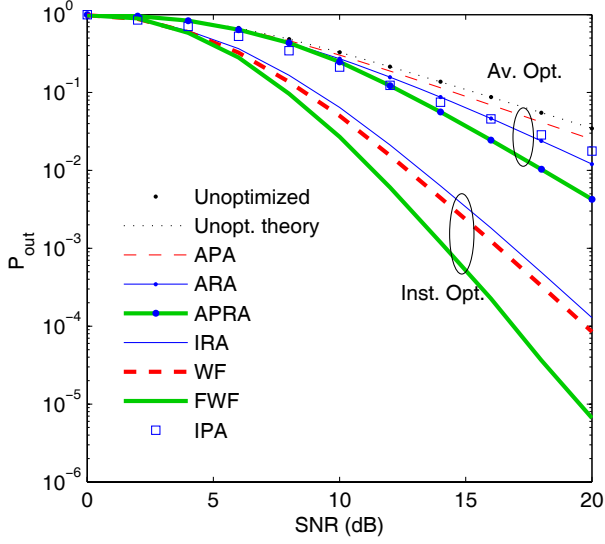 10^0
10^-1
10^-2
10^-3
10^-4
10^-5
10^-6
P_out
Av. Opt.
Inst. Opt.
Unoptimized
Unopt. theory
APA
ARA
APRA
IRA
WF
FWF
IPA
0 5 10 15 20
SNR (dB)